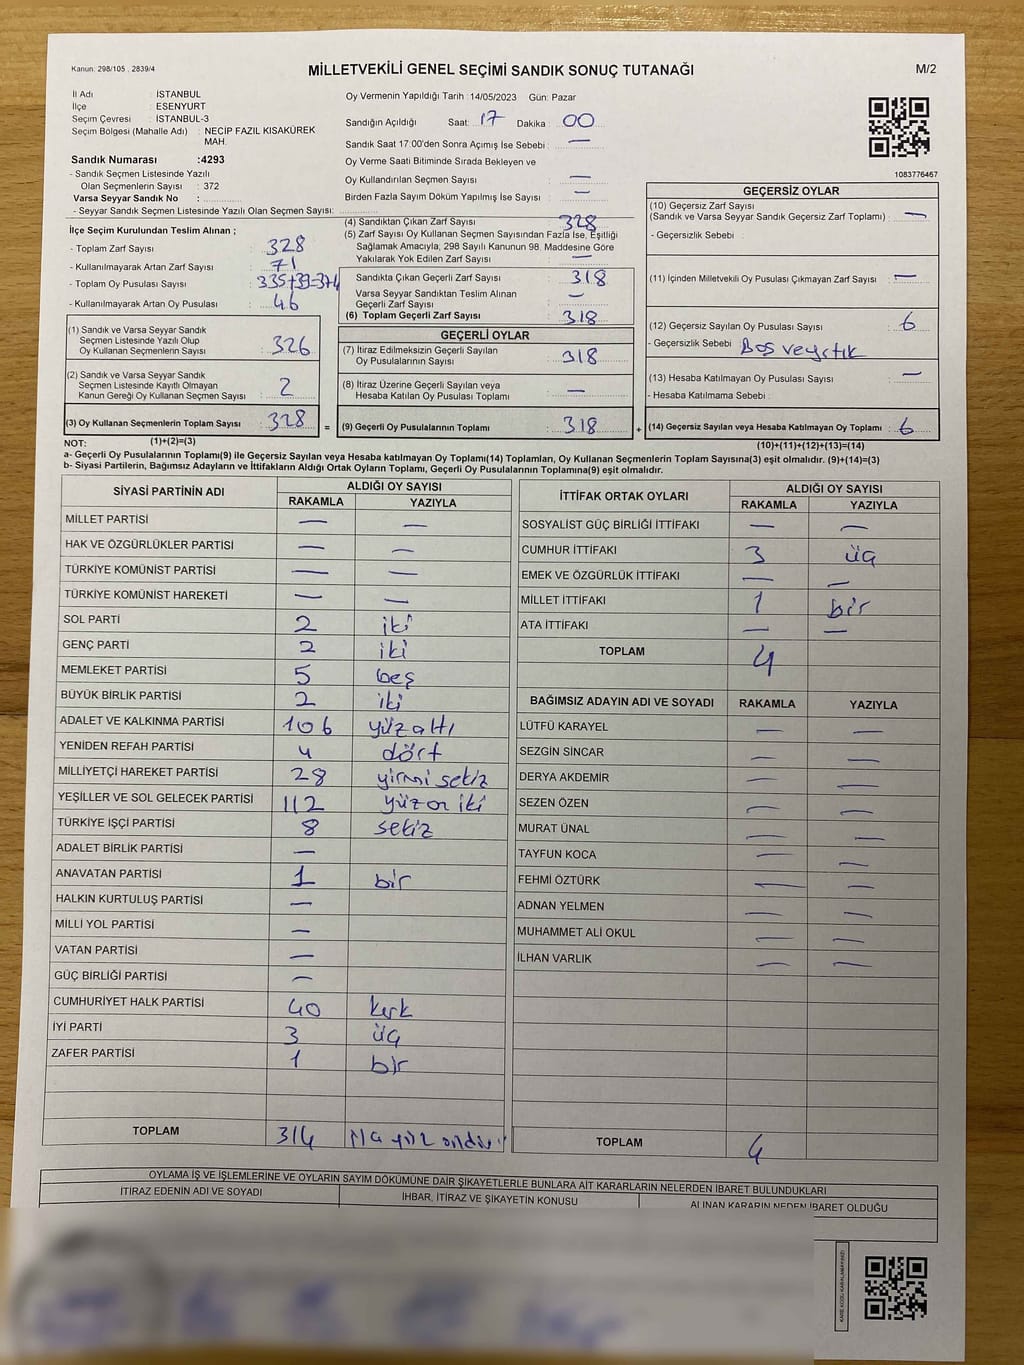 Kanun: 298/105 , 2839/4
MİLLETVEKİLİ GENEL SEÇİMİ SANDIK SONUÇ TUTANAĞI
M/2
İl Adı : İSTANBUL
İlçe : ESENYURT
Seçim Çevresi : İSTANBUL-3
Seçim Bölgesi (Mahalle Adı) : NECİP FAZIL KISAKÜREK MAH.
Sandık Numarası :4293
- Sandık Seçmen Listesinde Yazılı
Olan Seçmenlerin Sayısı : 372
Varsa Seyyar Sandık No :
- Seyyar Sandık Seçmen Listesinde Yazılı Olan Seçmen Sayısı:
Oy Vermenin Yapıldığı Tarih : 14/05/2023 Gün: Pazar
Sandığın Açıldığı Saat: 17 Dakika : 00
Sandık Saat 17.00'den Sonra Açımış İse Sebebi : —
Oy Verme Saati Bitiminde Sırada Bekleyen ve
Oy Kullandırılan Seçmen Sayısı : —
Birden Fazla Sayım Döküm Yapılmış İse Sayısı : —
1083776467
İlçe Seçim Kurulundan Teslim Alınan ;
- Toplam Zarf Sayısı : 328
- Kullanılmayarak Artan Zarf Sayısı : 71
- Toplam Oy Pusulası Sayısı : 335+39=374
- Kullanılmayarak Artan Oy Pusulası : 46
(1) Sandık ve Varsa Seyyar Sandık
Seçmen Listesinde Yazılı Olup
Oy Kullanan Seçmenlerin Sayısı : 326
(2) Sandık ve Varsa Seyyar Sandık
Seçmen Listesinde Kayıtlı Olmayan
Kanun Gereği Oy Kullanan Seçmen Sayısı : 2
(3) Oy Kullanan Seçmenlerin Toplam Sayısı : 328
(1)+(2)=(3)
(4) Sandıktan Çıkan Zarf Sayısı : 328
(5) Zarf Sayısı Oy Kullanan Seçmen Sayısından Fazla İse, Eşitliği
Sağlamak Amacıyla, 298 Sayılı Kanunun 98. Maddesine Göre
Yakılarak Yok Edilen Zarf Sayısı : —
Sandıkta Çıkan Geçerli Zarf Sayısı : 318
Varsa Seyyar Sandıktan Teslim Alınan
Geçerli Zarf Sayısı : —
(6) Toplam Geçerli Zarf Sayısı : 318
GEÇERLİ OYLAR
(7) İtiraz Edilmeksizin Geçerli Sayılan
Oy Pusulalarının Sayısı : 318
(8) İtiraz Üzerine Geçerli Sayılan veya
Hesaba Katılan Oy Pusulası Toplamı : —
= (9) Geçerli Oy Pusulalarının Toplamı : 318 +
GEÇERSİZ OYLAR
(10) Geçersiz Zarf Sayısı
(Sandık ve Varsa Seyyar Sandık Geçersiz Zarf Toplamı) : —
- Geçersizlik Sebebi :
(11) İçinden Milletvekili Oy Pusulası Çıkmayan Zarf Sayısı : —
(12) Geçersiz Sayılan Oy Pusulası Sayısı : 6
- Geçersizlik Sebebi : Boş
(13) Hesaba Katılmayan Oy Pusulası Sayısı : —
- Hesaba Katılmama Sebebi :
(14) Geçersiz Sayılan veya Hesaba Katılmayan Oy Toplamı : 6
(10)+(11)+(12)+(13)=(14)
NOT:
a- Geçerli Oy Pusulalarının Toplamı(9) ile Geçersiz Sayılan veya Hesaba katılmayan Oy Toplamı(14) Toplamları, Oy Kullanan Seçmenlerin Toplam Sayısına(3) eşit olmalıdır. (9)+(14)=(3)
b- Siyasi Partilerin, Bağımsız Adayların ve İttifakların Aldığı Ortak Oyların Toplamı, Geçerli Oy Pusulalarının Toplamına(9) eşit olmalıdır.
SİYASİ PARTİNİN ADI ALDIĞI OY SAYISI
RAKAMLA YAZIYLA
MİLLET PARTİSİ — —
HAK VE ÖZGÜRLÜKLER PARTİSİ — —
TÜRKİYE KOMÜNİST PARTİSİ — —
TÜRKİYE KOMÜNİST HAREKETİ — —
SOL PARTİ 2 iki
GENÇ PARTİ 2 iki
MEMLEKET PARTİSİ 5 beş
BÜYÜK BİRLİK PARTİSİ 2 iki
ADALET VE KALKINMA PARTİSİ 106 yüz altı
YENİDEN REFAH PARTİSİ 4 dört
MİLLİYETÇİ HAREKET PARTİSİ 28 yirmi sekiz
YEŞİLLER VE SOL GELECEK PARTİSİ 112 yüz on iki
TÜRKİYE İŞÇİ PARTİSİ 8 sekiz
ADALET BİRLİK PARTİSİ —
ANAVATAN PARTİSİ 1 bir
HALKIN KURTULUŞ PARTİSİ —
MİLLİ YOL PARTİSİ —
VATAN PARTİSİ —
GÜÇ BİRLİĞİ PARTİSİ —
CUMHURİYET HALK PARTİSİ 40 kırk
İYİ PARTİ 3 üç
ZAFER PARTİSİ 1 bir
TOPLAM 314
İTTİFAK ORTAK OYLARI ALDIĞI OY SAYISI
RAKAMLA YAZIYLA
SOSYALİST GÜÇ BİRLİĞİ İTTİFAKI — —
CUMHUR İTTİFAKI 3 üç
EMEK VE ÖZGÜRLÜK İTTİFAKI — —
MİLLET İTTİFAKI 1 bir
ATA İTTİFAKI — —
TOPLAM 4
BAĞIMSIZ ADAYIN ADI VE SOYADI RAKAMLA YAZIYLA
LÜTFÜ KARAYEL — —
SEZGİN SİNCAR — —
DERYA AKDEMİR — —
SEZEN ÖZEN — —
MURAT ÜNAL — —
TAYFUN KOCA — —
FEHMİ ÖZTÜRK — —
ADNAN YELMEN — —
MUHAMMET ALİ OKUL — —
İLHAN VARLIK — —
TOPLAM 4
OYLAMA İŞ VE İŞLEMLERİNE VE OYLARIN SAYIM DÖKÜMÜNE DAİR ŞİKAYETLERLE BUNLARA AİT KARARLARIN NELERDEN İBARET BULUNDUKLARI
İTİRAZ EDENİN ADI VE SOYADI İHBAR, İTİRAZ VE ŞİKAYETİN KONUSU ALINAN KARARIN NEDEN İBARET OLDUĞU